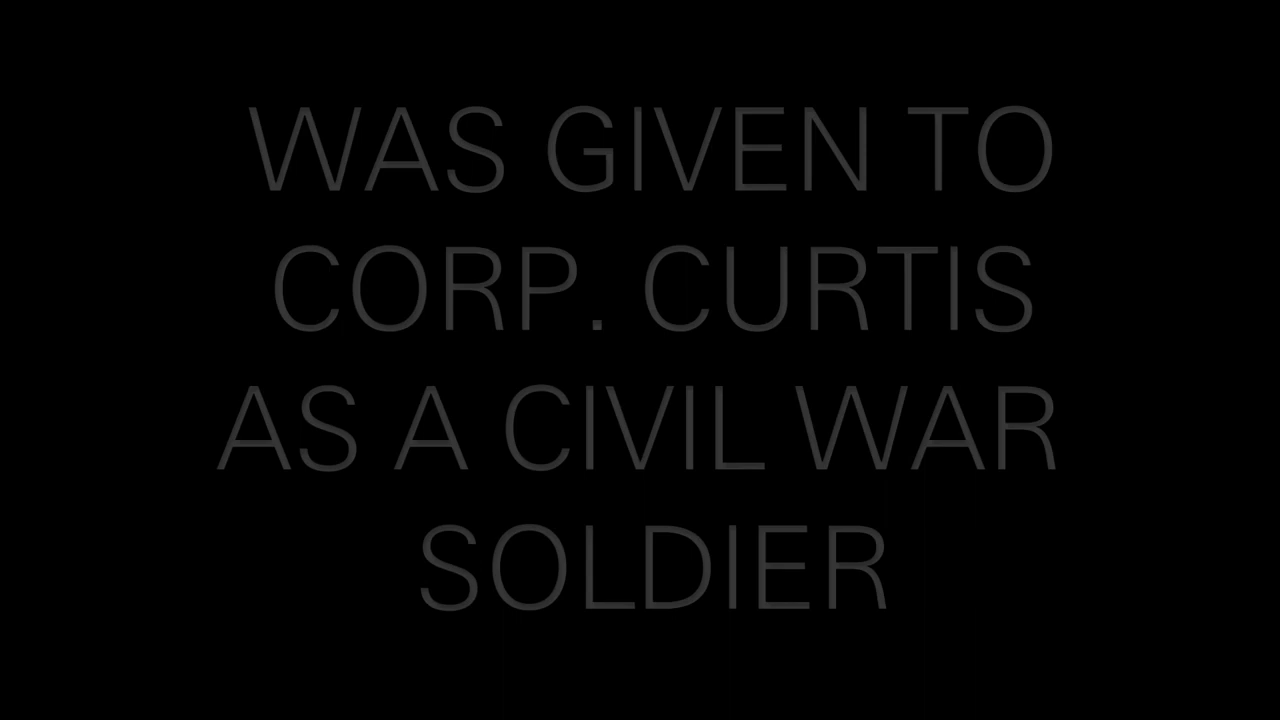 WAS GIVEN TO
CORP. CURTIS
AS A CIVIL WAR
SOLDIER